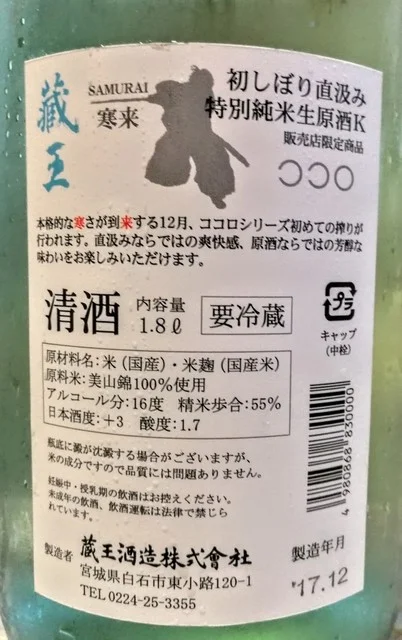 蔵王
SAMURAI
寒来
初しぼり直汲み
特別純米生原酒K
販売店限定商品
本格的な寒さが到来する12月、ココロシリーズ初めての搾りが
行われます。直汲みならではの爽快感、原酒ならではの芳醇な
味わいをお楽しみいただけます。
清酒
内容量
1.8ℓ
要冷蔵
プラ
キャップ
(中栓)
原材料名：米（国産）・米麹（国産米）
原料米：美山錦100％使用
アルコール分：16度　精米歩合：55％
日本酒度：+3　酸度：1.7
瓶底に澱が沈澱する場合がございますが、
米の成分ですので品質には問題ありません。
妊娠中・授乳期の飲酒はお控えください。
未成年の飲酒、飲酒運転は法律で禁じら
れています。
4 980868 830000
製造者
蔵王酒造株式會社
宮城県白石市東小路120-1
TEL 0224-25-3355
製造年月
'17.12